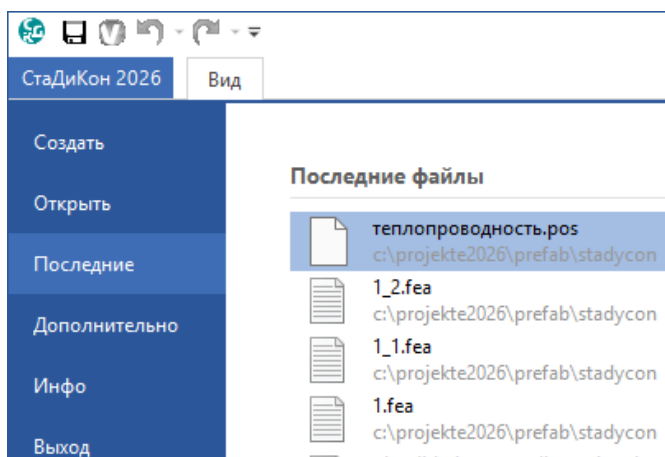 СтаДиКон 2026
Вид
Создать
Открыть
Последние
Дополнительно
Инфо
Выход
Последние файлы
теплопроводность.pos
c:\projekte2026\prefab\stadycon
1_2.fea
c:\projekte2026\prefab\stadycon
1_1.fea
c:\projekte2026\prefab\stadycon
1.fea
c:\projekte2026\prefab\stadycon